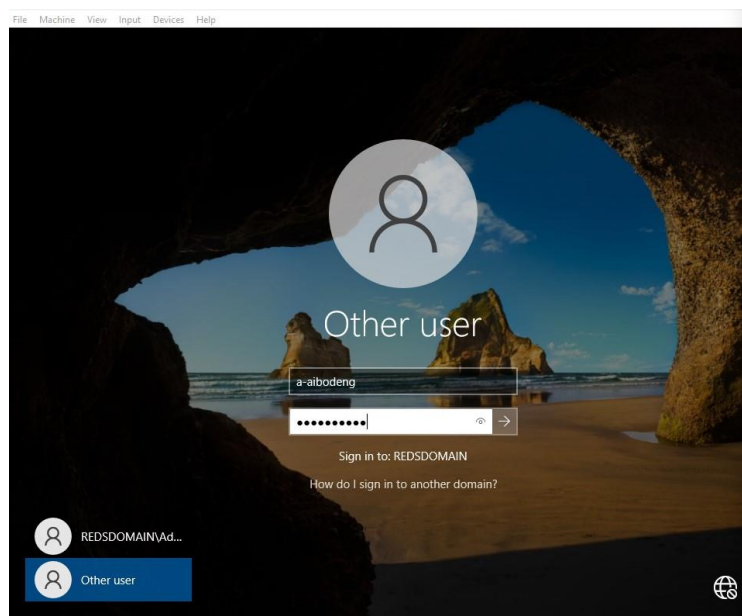 File Machine View Input Devices Help
Other user
a-aibodeng
••••••••••
Sign in to: REDSDOMAIN
How do I sign in to another domain?
REDSDOMAIN\Ad...
Other user